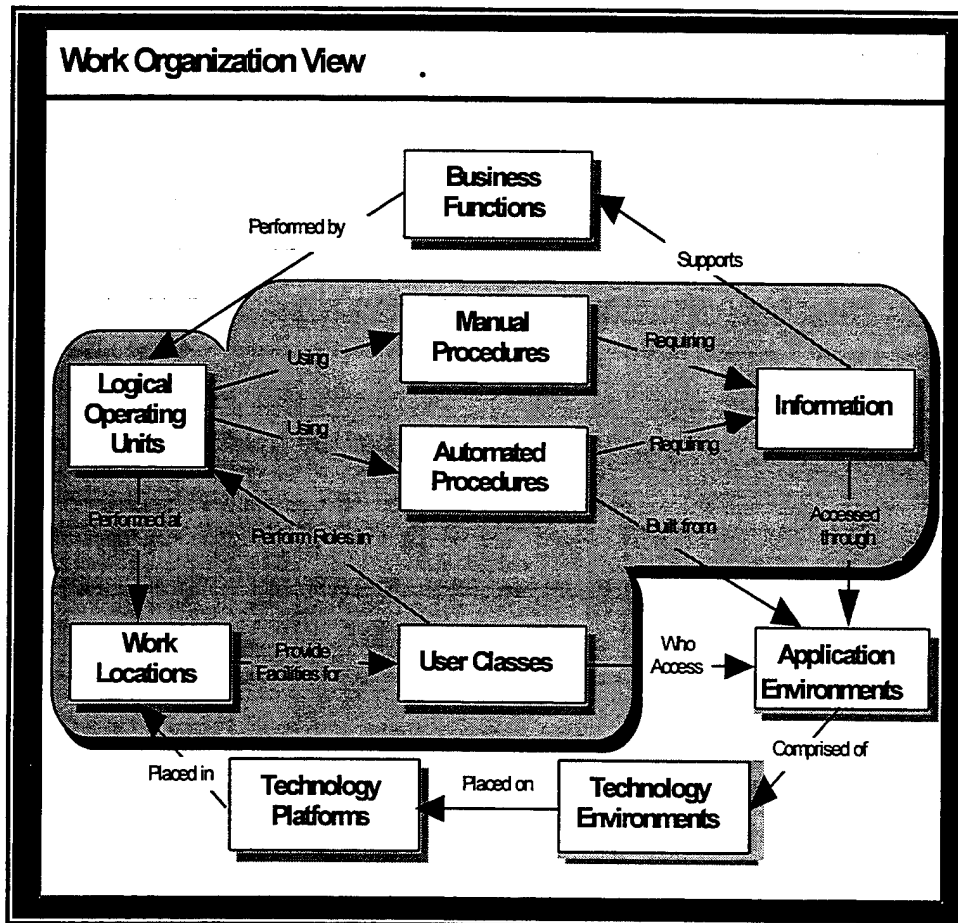 Work Organization View
Business
Functions
Performed by
Supports
Manual
Procedures
Using
Requiring
Logical
Operating
Units
Information
Using
Automated
Procedures
Requiring
Performed at
Perform Roles in
Built from
Accessed
through
Work
Locations
Provide
Facilities for
User Classes
Who
Access
Application
Environments
Comprised of
Placed in
Technology
Platforms
Placed on
Technology
Environments